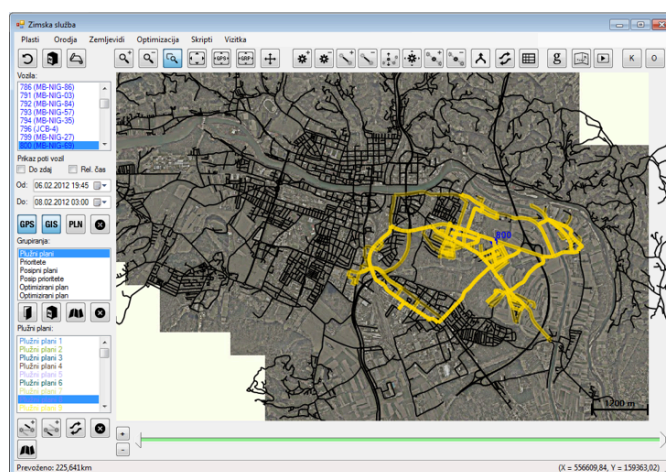 Zimska služba
Plasti Orodja Zemljevidi Optimizacija Skripti Vizitka
GPS GRP
g K O
Vozila:
786 (MB-NIG-86)
791 (MB-NIG-03)
792 (MB-NIG-84)
793 (MB-NIG-57)
794 (MB-NIG-35)
796 (JCB-4)
799 (MB-NIG-27)
800 (MB-NIG-69)
Prikaz poti vozil
Do zdaj Rel. čas
Od: 06.02.2012 19:45
Do: 08.02.2012 03:00
GPS GIS PLN
Grupiranja:
Plužni plani
Prioritete
Posipni plani
Posip prioritete
Optimizirani plan
Optimizirani plan
Plužni plani:
Plužni plani 1
Plužni plani 2
Plužni plani 3
Plužni plani 4
Plužni plani 5
Plužni plani 6
Plužni plani 7
800
1200 m
Prevoženo: 225,641km
(X = 556609,84, Y = 159363,02)